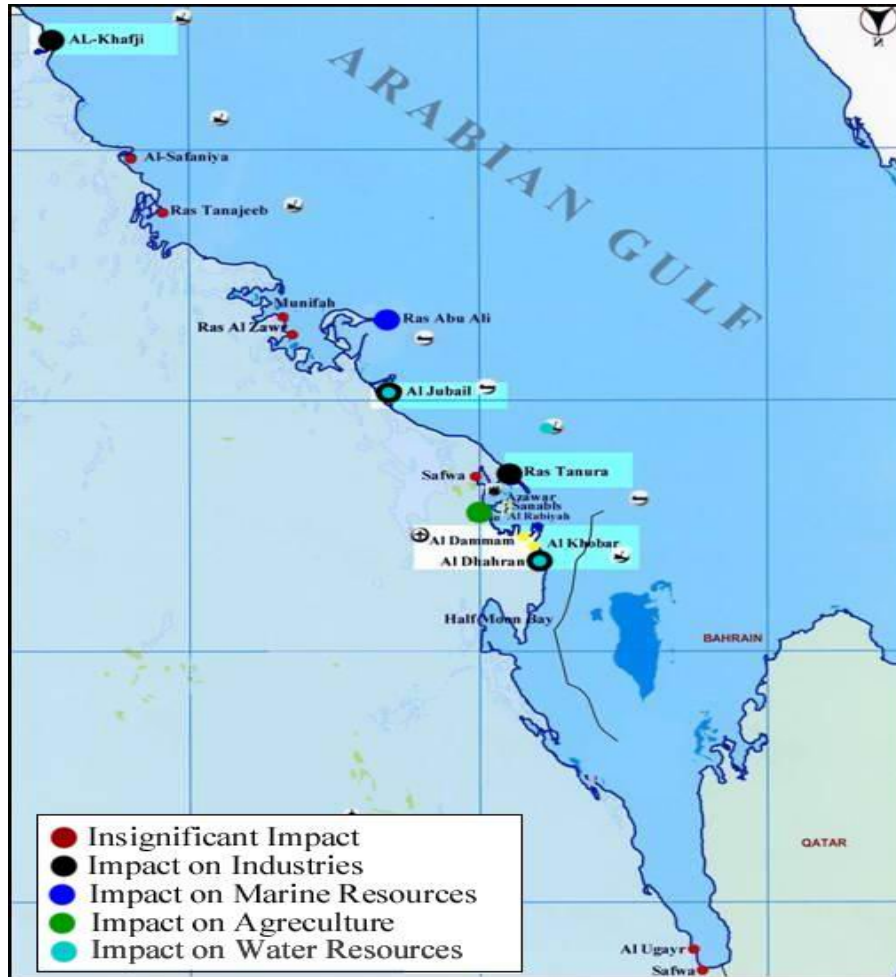 N
AL-Khafji
ARABIAN GULF
Al-Safaniya
Ras Tanajeeb
Munifah
Ras Abu Ali
Ras Al Zawr
Al Jubail
Ras Tanura
Safwa
Azawar
Sanabls
Al Rabiyah
Al Dammam
Al Khobar
Al Dhahran
Half Moon Bay
BAHRAIN
QATAR
Insignificant Impact
Impact on Industries
Impact on Marine Resources
Impact on Agreculture
Impact on Water Resources
Al Ugayr
Safwa